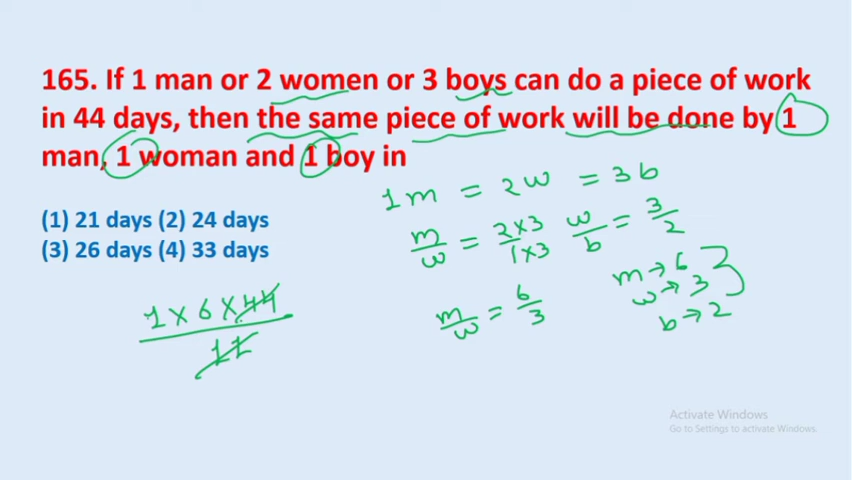 165. If 1 man or 2 women or 3 boys can do a piece of work
in 44 days, then the same piece of work will be done by 1
man, 1 woman and 1 boy in
1m = 2w = 3b
(1) 21 days (2) 24 days
(3) 26 days (4) 33 days
m/w = 2×3/1×3 w/b = 3/2
m → 6
w → 3
b → 2
m/w = 6/3
1 × 6 × 44
11
Activate Windows
Go to Settings to activate Windows.